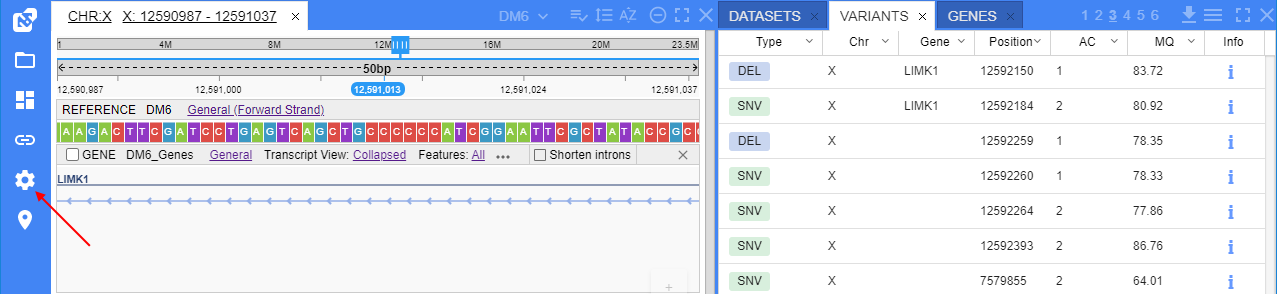 CHR:X X: 12590987 - 12591037
DM6
1 4M 8M 12M 16M 20M 23.5M
50bp
12,590,987 12,591,000 12,591,013 12,591,024 12,591,037
REFERENCE DM6 General (Forward Strand)
A A G A C T T C G A T C C T G A G T C A G C T G C C C C C C A T C G G A A T T C G C T A T A C C G C C
GENE DM6_Genes General Transcript View: Collapsed Features: All ••• Shorten introns
LIMK1
+
DATASETS VARIANTS GENES 1 2 3 4 5 6
Type Chr Gene Position AC MQ Info
DEL X LIMK1 12592150 1 83.72
SNV X LIMK1 12592184 2 80.92
DEL X 12592259 1 78.35
SNV X 12592260 1 78.33
SNV X 12592264 2 77.86
SNV X 12592393 2 86.76
SNV X 7579855 2 64.01